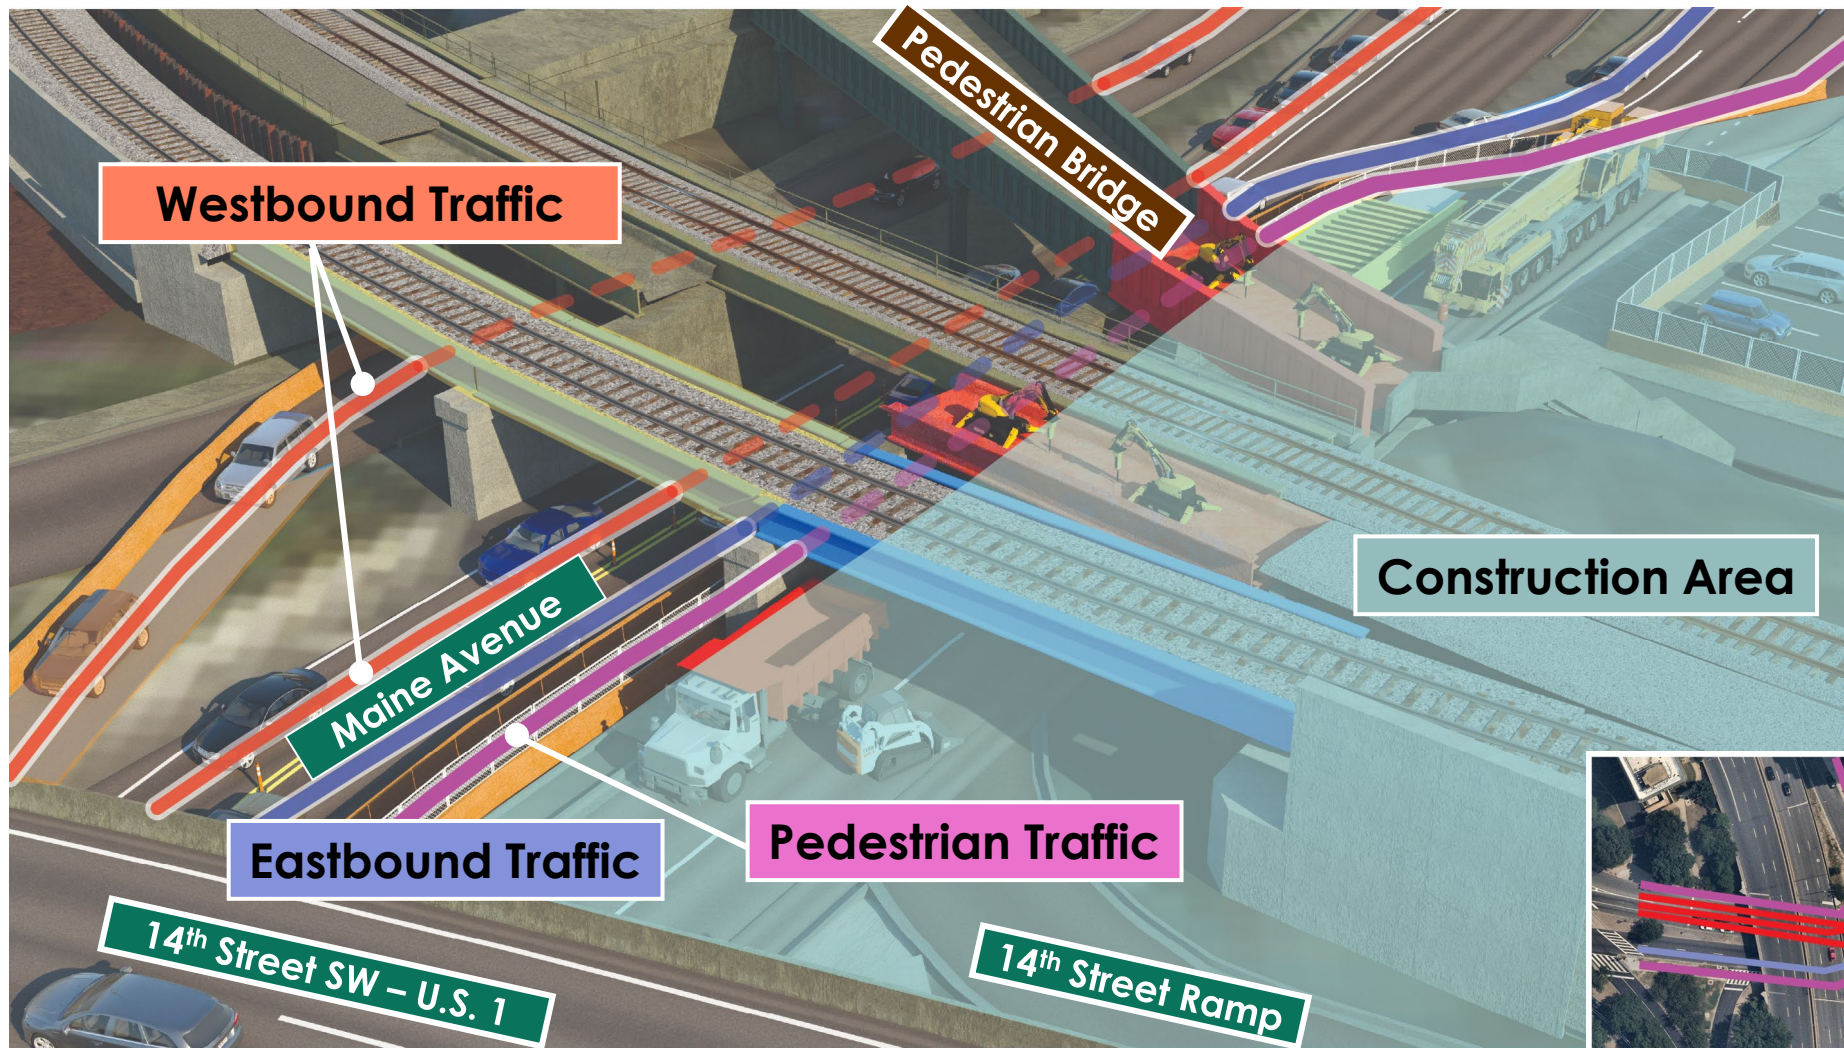 Pedestrian Bridge
Westbound Traffic
Construction Area
Maine Avenue
Pedestrian Traffic
Eastbound Traffic
14th Street SW – U.S. 1
14th Street Ramp